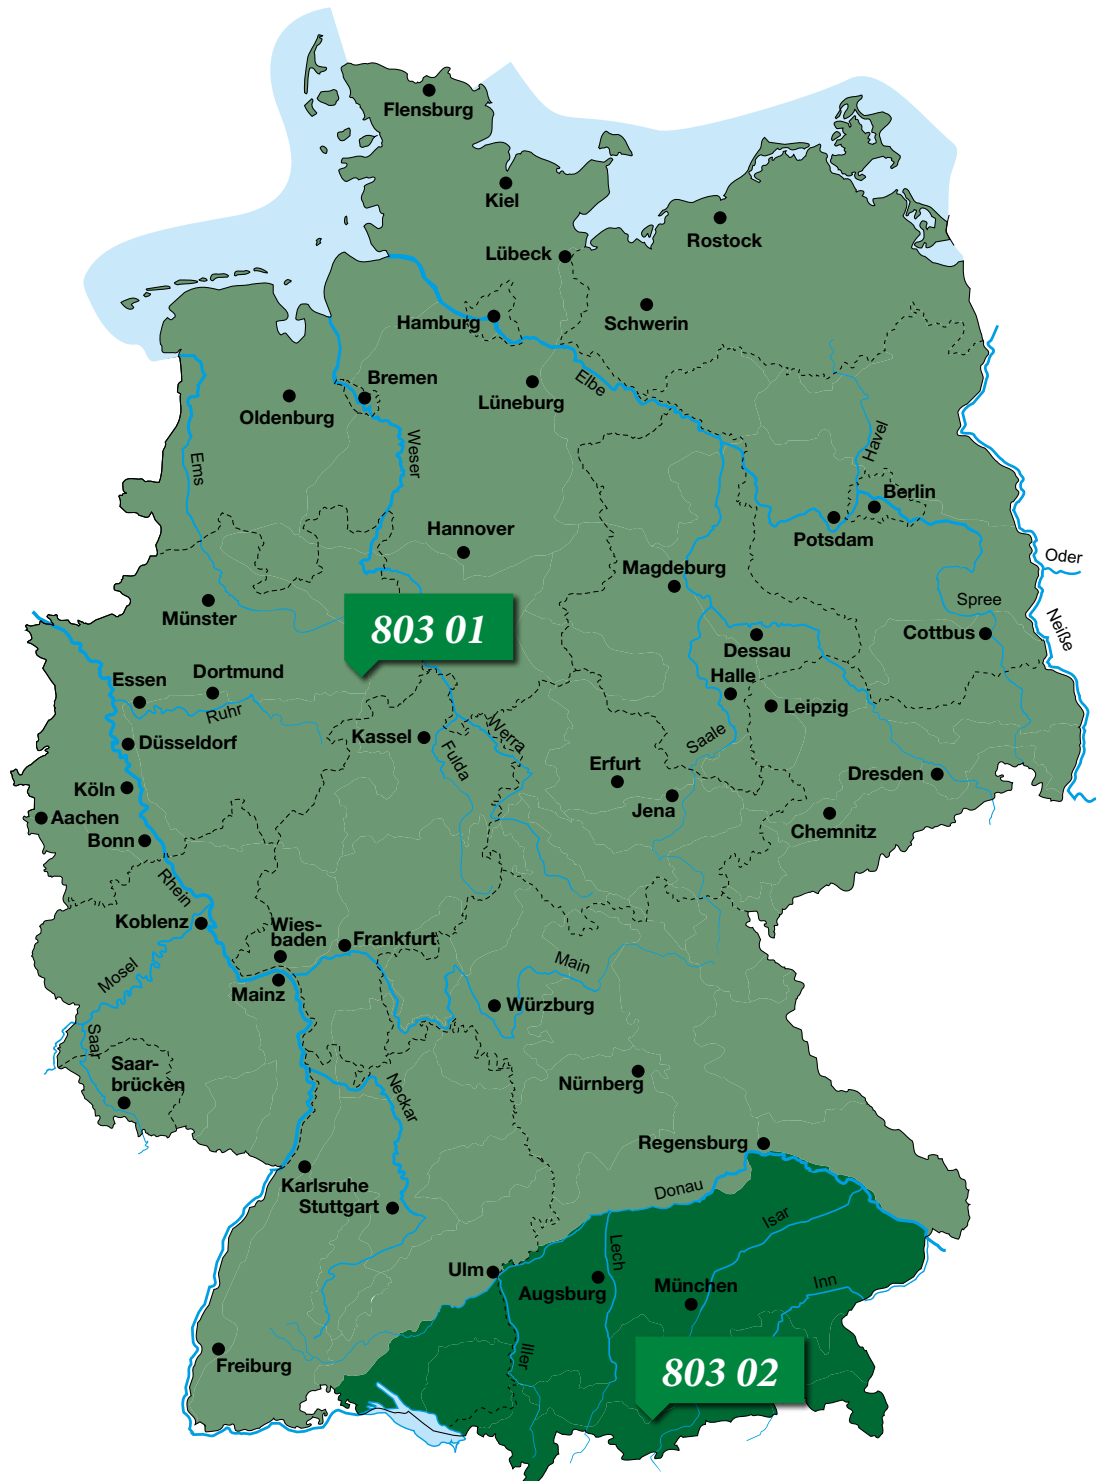 Flensburg
Kiel
Lübeck
Rostock
Hamburg
Schwerin
Bremen
Lüneburg
Elbe
Oldenburg
Weser
Ems
Havel
Berlin
Hannover
Potsdam
Oder
Magdeburg
Spree
Münster
803 01
Neiße
Cottbus
Dessau
Essen
Dortmund
Halle
Ruhr
Leipzig
Düsseldorf
Kassel
Fulda
Werra
Saale
Erfurt
Dresden
Köln
Jena
Aachen
Chemnitz
Bonn
Rhein
Koblenz
Wies-
baden
Frankfurt
Mosel
Main
Mainz
Würzburg
Saar
Saar-
brücken
Nürnberg
Neckar
Regensburg
Karlsruhe
Donau
Stuttgart
Isar
Lech
Ulm
Augsburg
München
Inn
Iller
Freiburg
803 02